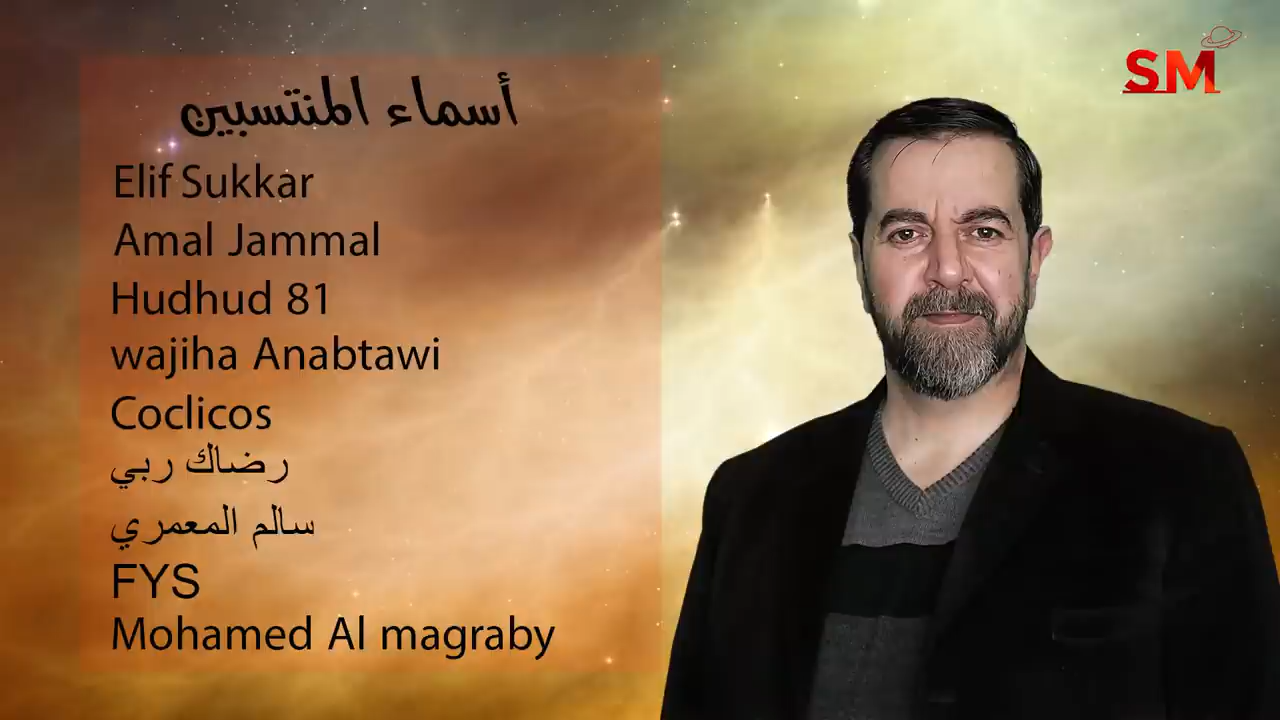 SM
أسماء المنتسبين
Elif Sukkar
Amal Jammal
Hudhud 81
wajiha Anabtawi
Coclicos
رضاك ربي
سالم المعمري
FYS
Mohamed Al magraby